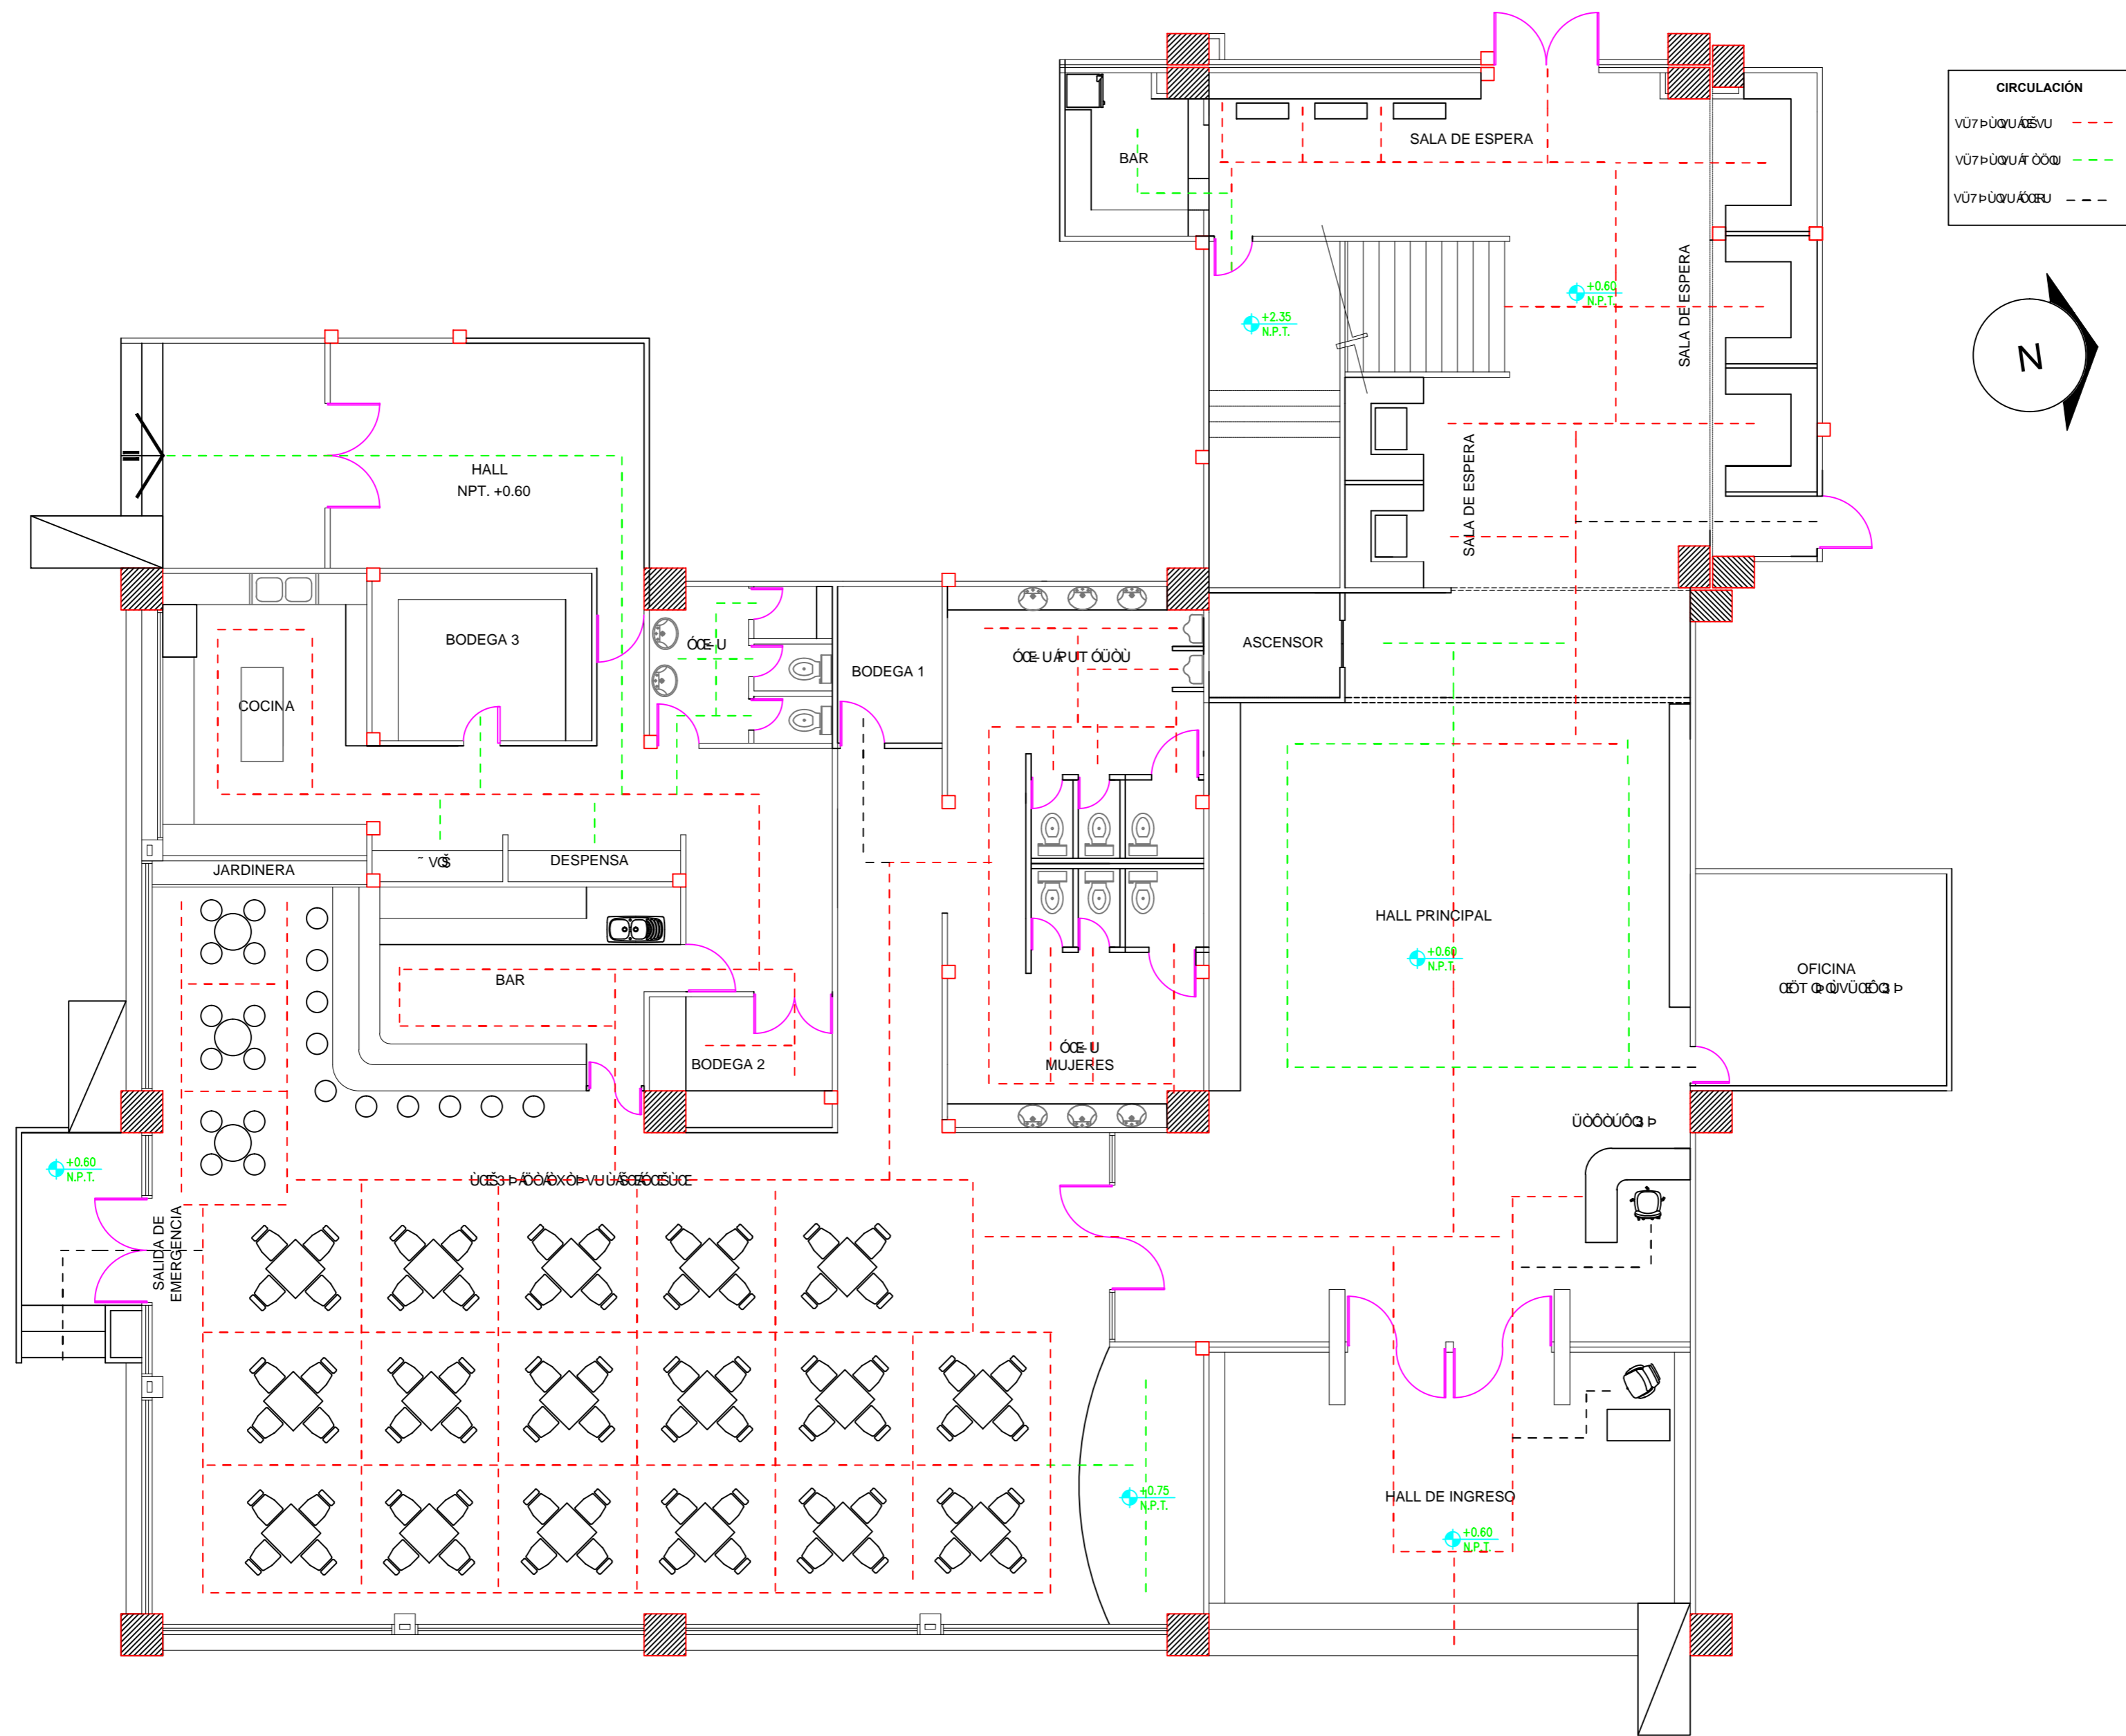 CIRCULACIÓN
SALA DE ESPERA
BAR
SALA DE ESPERA
+0.60
N.P.T.
+2.35
N.P.T.
N
HALL
NPT. +0.60
SALA DE ESPERA
BODEGA 3
ASCENSOR
BODEGA 1
COCINA
DESPENSA
JARDINERA
HALL PRINCIPAL
+0.60
N.P.T.
OFICINA
BAR
BODEGA 2
MUJERES
+0.60
N.P.T.
SALIDA DE
EMERGENCIA
+0.75
N.P.T.
HALL DE INGRESO
+0.60
N.P.T.